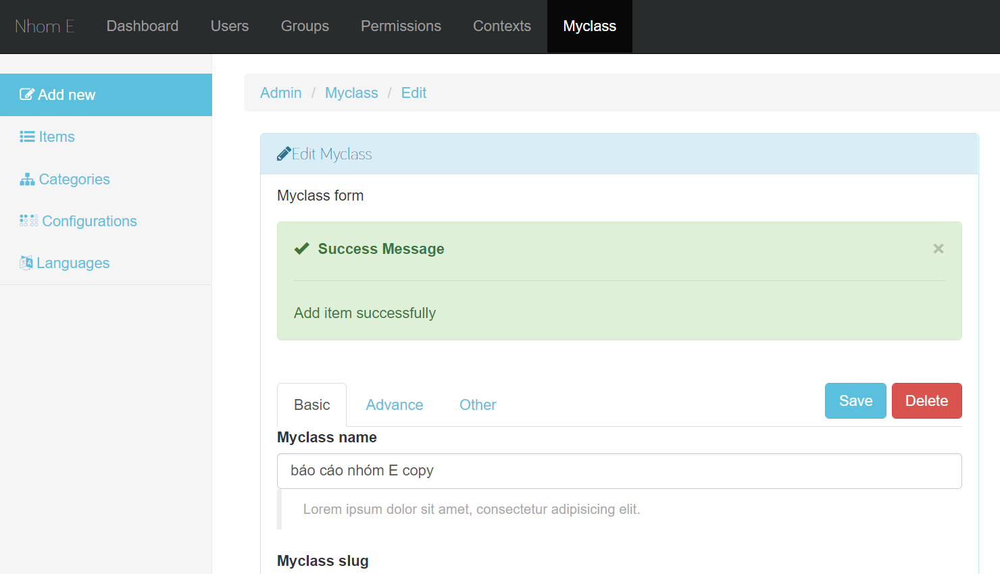 Nhom E Dashboard Users Groups Permissions Contexts Myclass
Add new
Items
Categories
Configurations
Languages
Admin / Myclass / Edit
Edit Myclass
Myclass form
Success Message ×
Add item successfully
Basic Advance Other Save Delete
Myclass name
báo cáo nhóm E copy
Lorem ipsum dolor sit amet, consectetur adipisicing elit.
Myclass slug